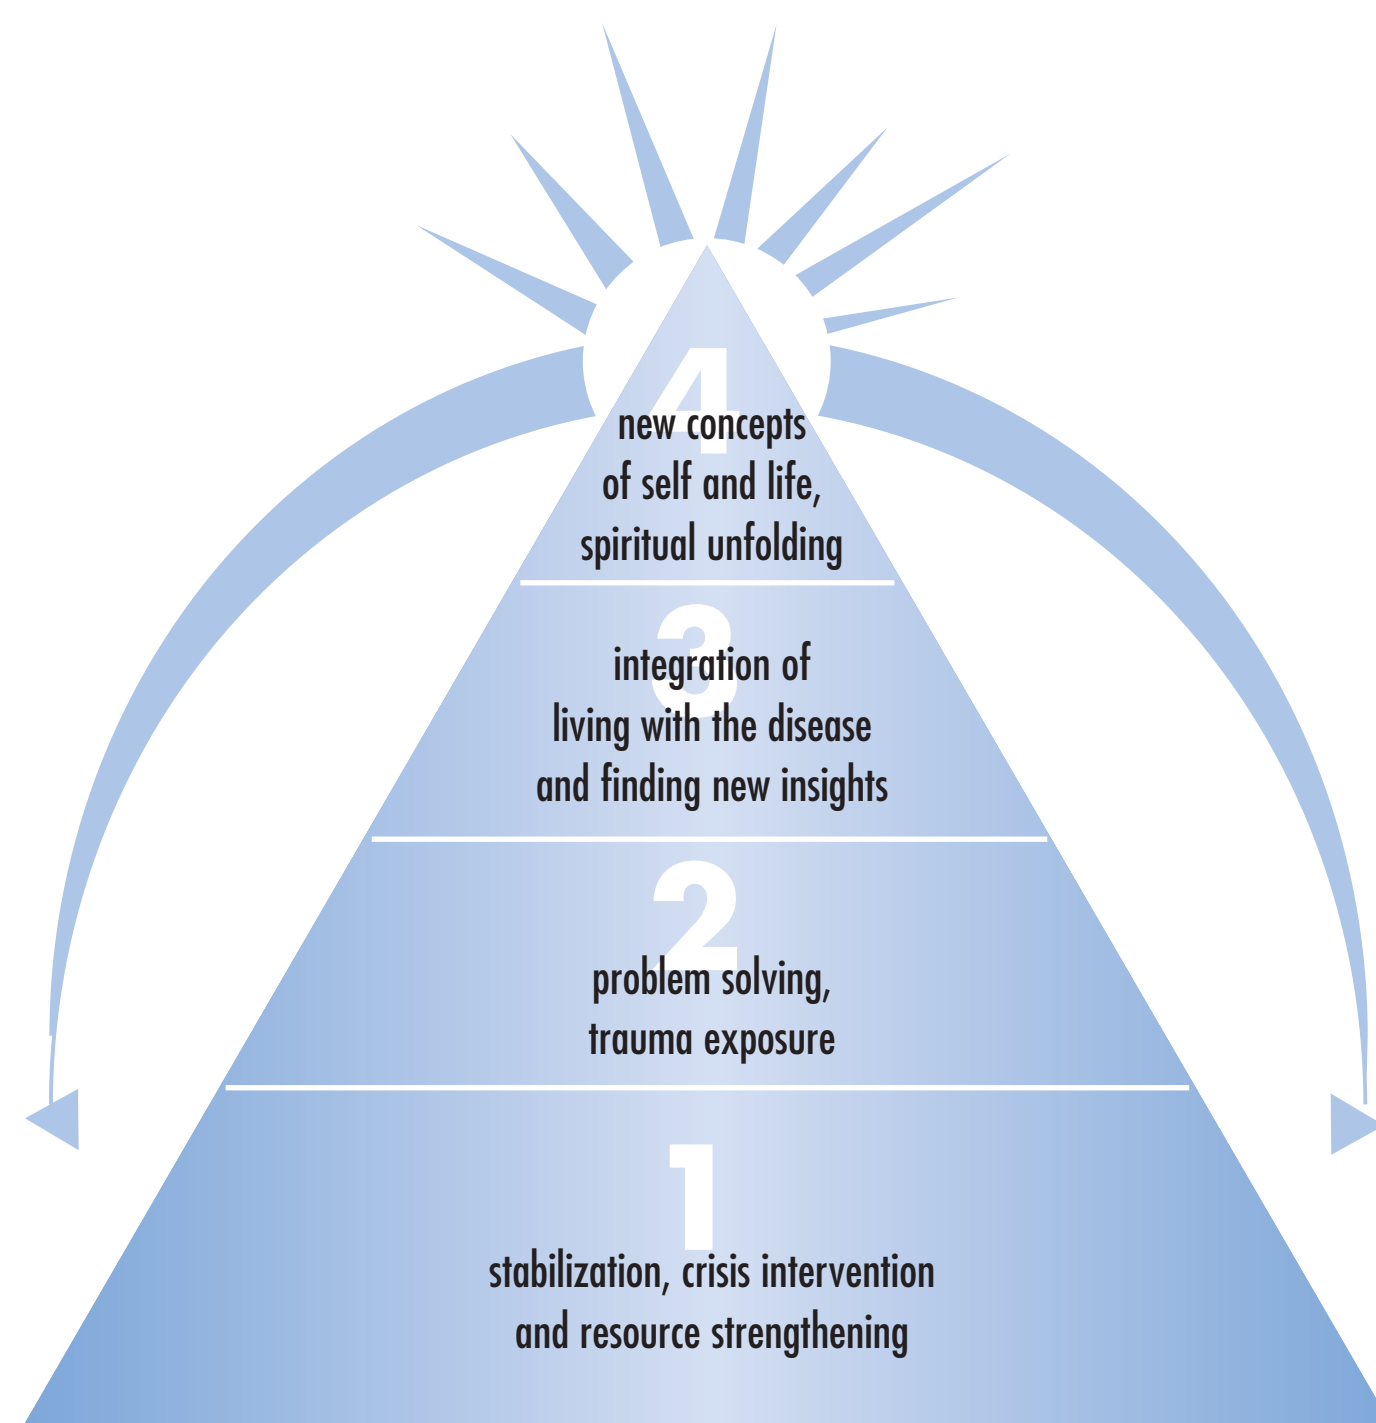 4
new concepts
of self and life,
spiritual unfolding
3
integration of
living with the disease
and finding new insights
2
problem solving,
trauma exposure
1
stabilization, crisis intervention
and resource strengthening